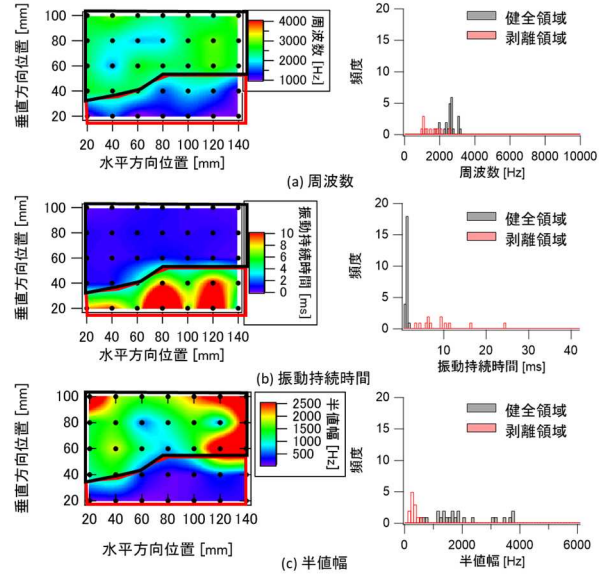 垂直方向位置 [mm]
100
80
60
40
20
20 40 60 80 100 120 140
水平方向位置 [mm]
4000
3000
2000
1000
周波数 [Hz]
健全領域
剥離領域
頻度
15
10
5
0
0 2000 4000 6000 8000 10000
周波数 [Hz]
(a) 周波数
垂直方向位置 [mm]
100
80
60
40
20
20 40 60 80 100 120 140
水平方向位置 [mm]
10
8
6
4
2
0
振動持続時間 [ms]
健全領域
剥離領域
頻度
20
15
10
5
0
10 20 30 40
振動持続時間 [ms]
(b) 振動持続時間
垂直方向位置 [mm]
100
80
60
40
20
20 40 60 80 100 120 140
水平方向位置 [mm]
2500
2000
1500
1000
500
半値幅 [Hz]
健全領域
剥離領域
頻度
15
10
5
0
0 2000 4000 6000
半値幅 [Hz]
(c) 半値幅